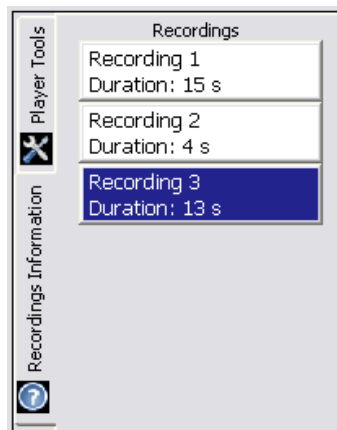 Player Tools
Recordings Information
Recordings
Recording 1
Duration: 15 s
Recording 2
Duration: 4 s
Recording 3
Duration: 13 s